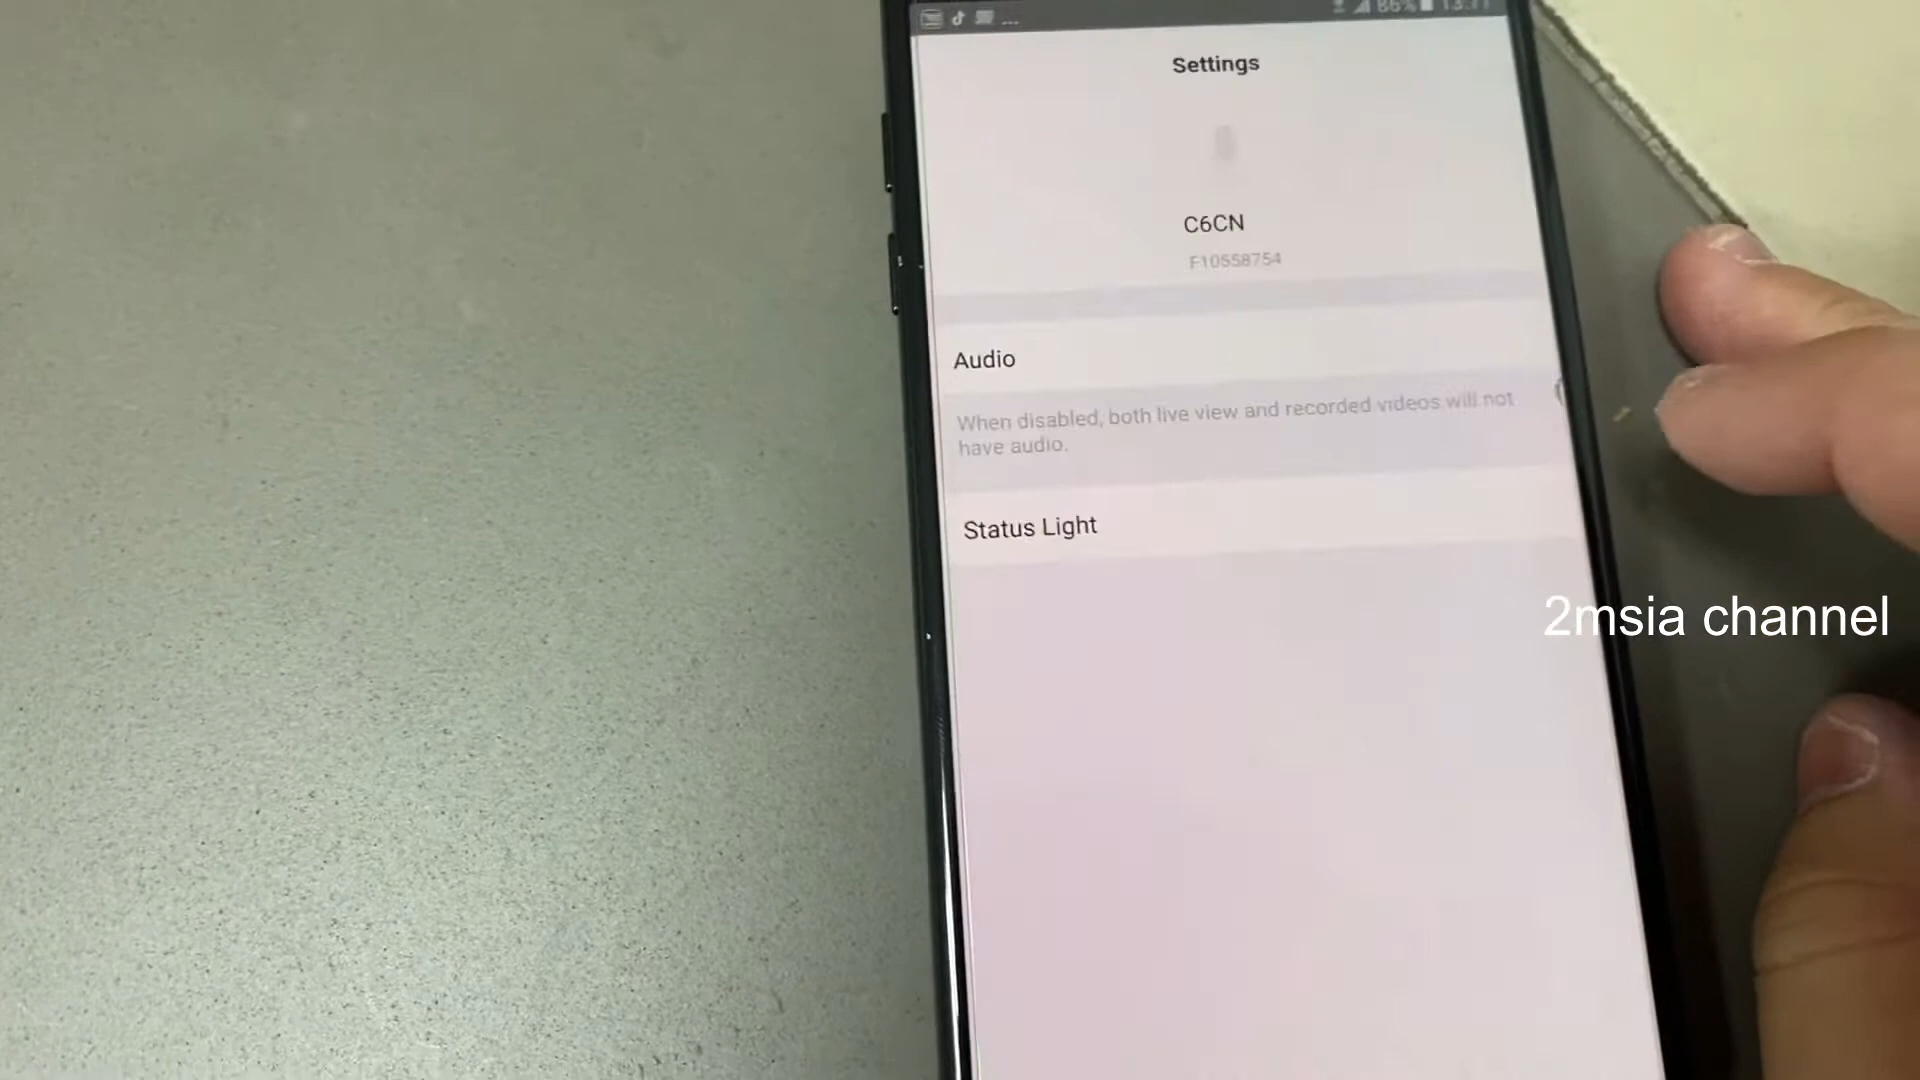 86%
Settings
C6CN
F10558754
Audio
When disabled, both live view and recorded videos will not
have audio.
Status Light
2msia channel